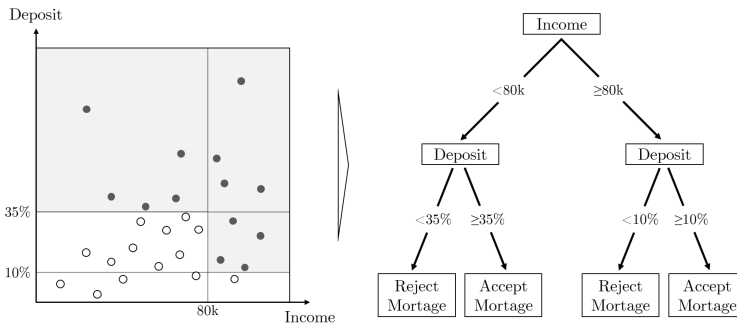 Deposit
35%
10%
80k
Income
Income
<80k
≥80k
Deposit
Deposit
<35%
≥35%
<10%
≥10%
Reject
Mortage
Accept
Mortage
Reject
Mortage
Accept
Mortage